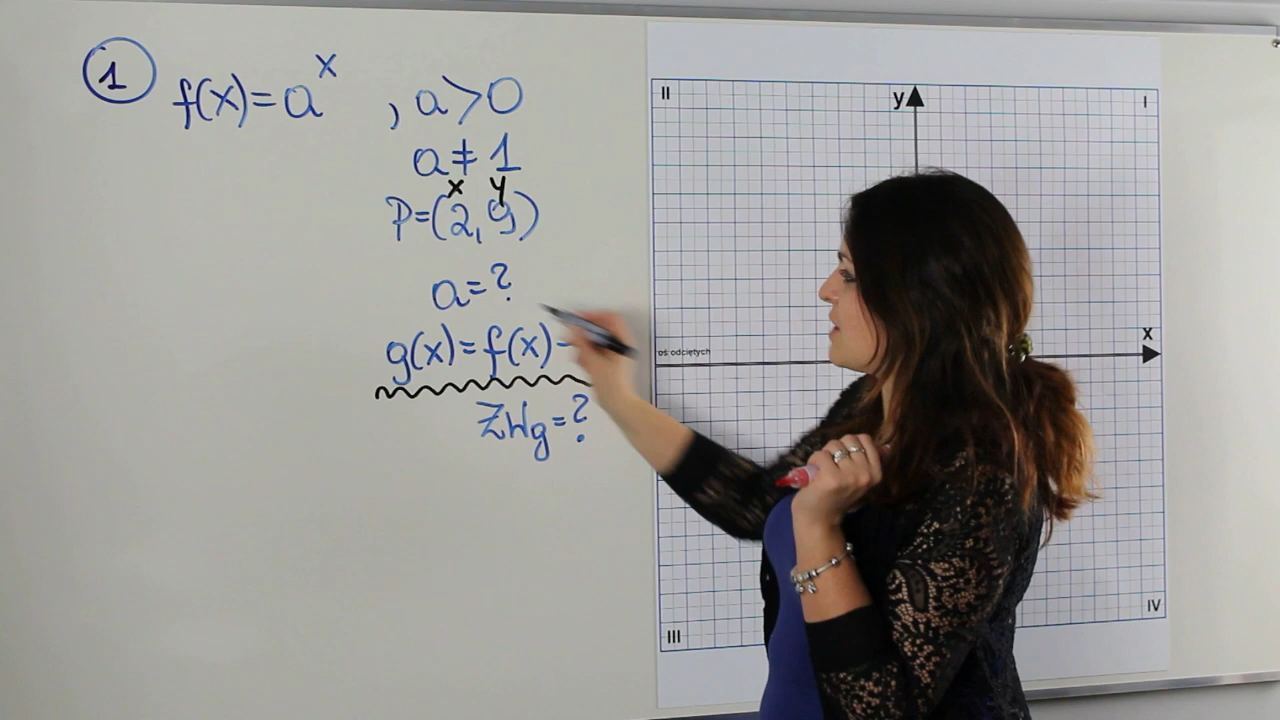 1 f(x)=a^x , a>0
a≠1
x y
P=(2,9)
a=?
g(x)=f(x)-
ZWg=?
II y I
x
oś odciętych
III IV